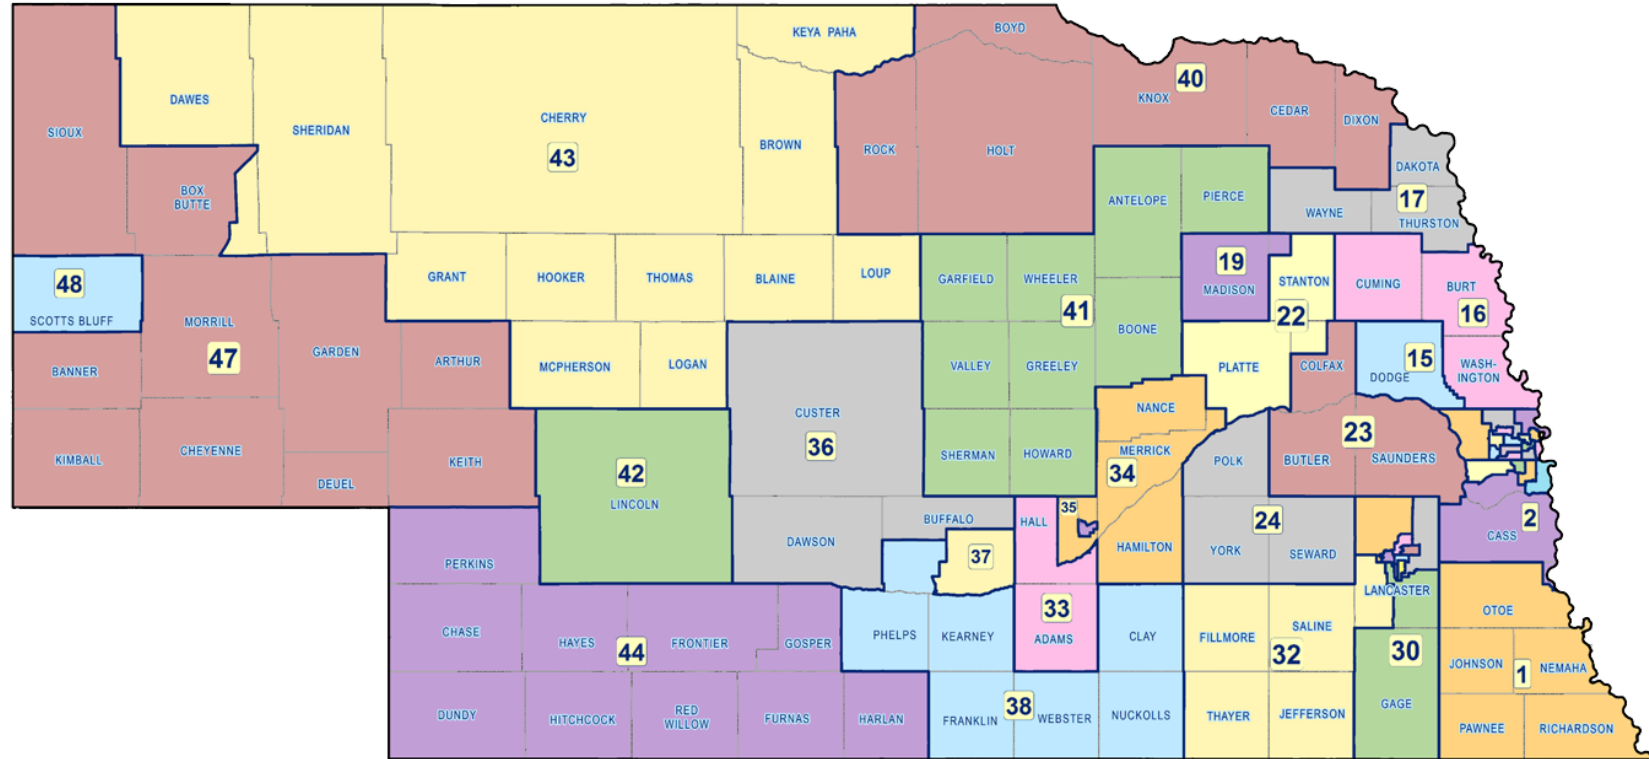 BOYD
KEYA PAHA
40
KNOX
DAWES
CEDAR
CHERRY
DIXON
SIOUX
SHERIDAN
BROWN
ROCK
HOLT
43
DAKOTA
BOX
BUTTE
ANTELOPE
PIERCE
17
WAYNE
THURSTON
19
GRANT
HOOKER
THOMAS
BLAINE
LOUP
GARFIELD
WHEELER
48
MADISON
STANTON
CUMING
BURT
SCOTTS BLUFF
MORRILL
41
BOONE
22
16
47
GARDEN
ARTHUR
MCPHERSON
LOGAN
VALLEY
GREELEY
PLATTE
COLFAX
15
DODGE
WASH-
INGTON
BANNER
NANCE
CUSTER
36
23
KIMBALL
CHEYENNE
KEITH
SHERMAN
HOWARD
MERRICK
POLK
BUTLER
SAUNDERS
DEUEL
42
LINCOLN
34
35
BUFFALO
HALL
24
2
CASS
DAWSON
37
HAMILTON
YORK
SEWARD
PERKINS
LANCASTER
33
OTOE
CHASE
HAYES
FRONTIER
GOSPER
PHELPS
KEARNEY
ADAMS
CLAY
FILLMORE
SALINE
44
32
30
JOHNSON
1
NEMAHA
DUNDY
HITCHCOCK
RED
WILLOW
FURNAS
HARLAN
FRANKLIN
38
WEBSTER
NUCKOLLS
THAYER
JEFFERSON
GAGE
PAWNEE
RICHARDSON